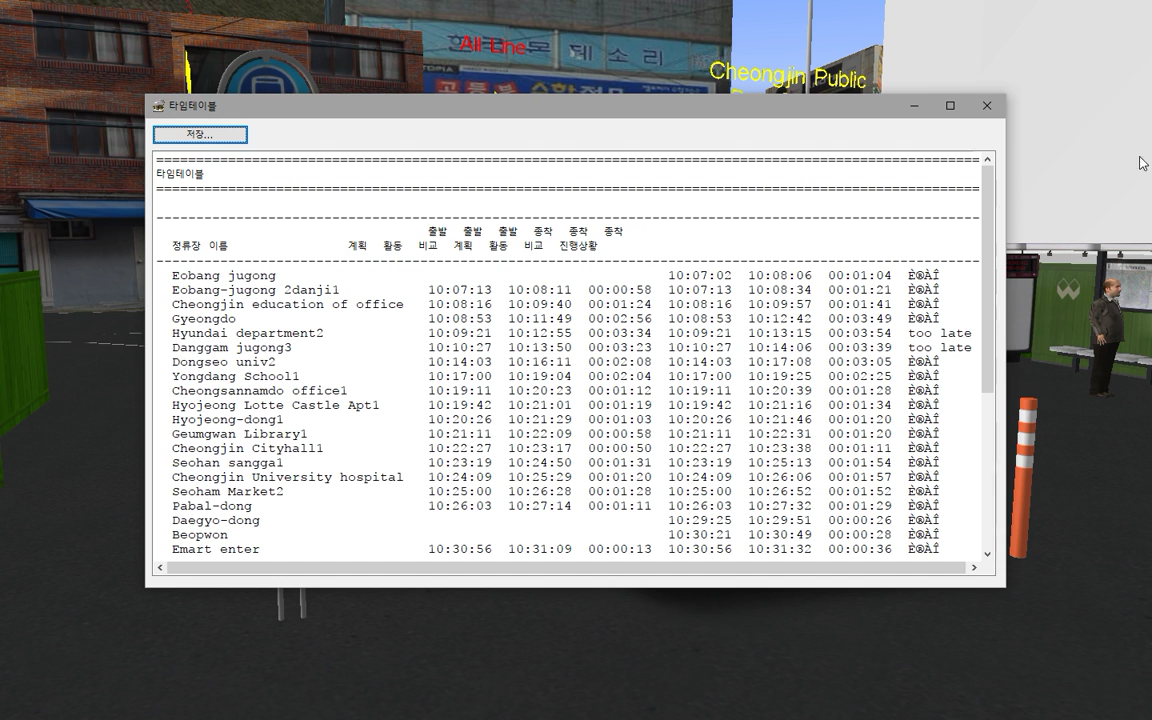 All Line
제 소 리
Cheongjin Public
타임테이블
저장...
==========================================================================================================
타임테이블
==========================================================================================================
----------------------------------------------------------------------------------------------------------
출발 출발 출발 종착 종착 종착
정류장 이름 계획 활동 비교 계획 활동 비교 진행상황
----------------------------------------------------------------------------------------------------------
Eobang jugong 10:07:02 10:08:06 00:01:04 È®ÀÎ
Eobang-jugong 2danji1 10:07:13 10:08:11 00:00:58 10:07:13 10:08:34 00:01:21 È®ÀÎ
Cheongjin education of office 10:08:16 10:09:40 00:01:24 10:08:16 10:09:57 00:01:41 È®ÀÎ
Gyeongdo 10:08:53 10:11:49 00:02:56 10:08:53 10:12:42 00:03:49 È®ÀÎ
Hyundai department2 10:09:21 10:12:55 00:03:34 10:09:21 10:13:15 00:03:54 too late
Danggam jugong3 10:10:27 10:13:50 00:03:23 10:10:27 10:14:06 00:03:39 too late
Dongseo univ2 10:14:03 10:16:11 00:02:08 10:14:03 10:17:08 00:03:05 È®ÀÎ
Yongdang School1 10:17:00 10:19:04 00:02:04 10:17:00 10:19:25 00:02:25 È®ÀÎ
Cheongsannamdo office1 10:19:11 10:20:23 00:01:12 10:19:11 10:20:39 00:01:28 È®ÀÎ
Hyojeong Lotte Castle Apt1 10:19:42 10:21:01 00:01:19 10:19:42 10:21:16 00:01:34 È®ÀÎ
Hyojeong-dong1 10:20:26 10:21:29 00:01:03 10:20:26 10:21:46 00:01:20 È®ÀÎ
Geumgwan Library1 10:21:11 10:22:09 00:00:58 10:21:11 10:22:31 00:01:20 È®ÀÎ
Cheongjin Cityhall1 10:22:27 10:23:17 00:00:50 10:22:27 10:23:38 00:01:11 È®ÀÎ
Seohan sangga1 10:23:19 10:24:50 00:01:31 10:23:19 10:25:13 00:01:54 È®ÀÎ
Cheongjin University hospital 10:24:09 10:25:29 00:01:20 10:24:09 10:26:06 00:01:57 È®ÀÎ
Seoham Market2 10:25:00 10:26:28 00:01:28 10:25:00 10:26:52 00:01:52 È®ÀÎ
Pabal-dong 10:26:03 10:27:14 00:01:11 10:26:03 10:27:32 00:01:29 È®ÀÎ
Daegyo-dong 10:29:25 10:29:51 00:00:26 È®ÀÎ
Beopwon 10:30:21 10:30:49 00:00:28 È®ÀÎ
Emart enter 10:30:56 10:31:09 00:00:13 10:30:56 10:31:32 00:00:36 È®ÀÎ